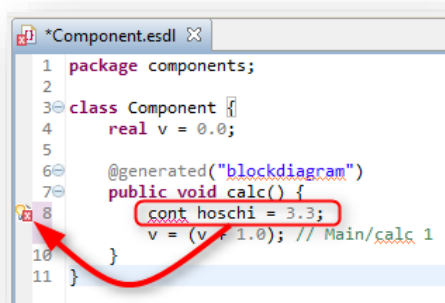 *Component.esdl
1 package components;
2
3 class Component {
4 real v = 0.0;
5
6 @generated("blockdiagram")
7 public void calc() {
8 cont hoschi = 3.3;
v = (v + 1.0); // Main/calc 1
10 }
11 }